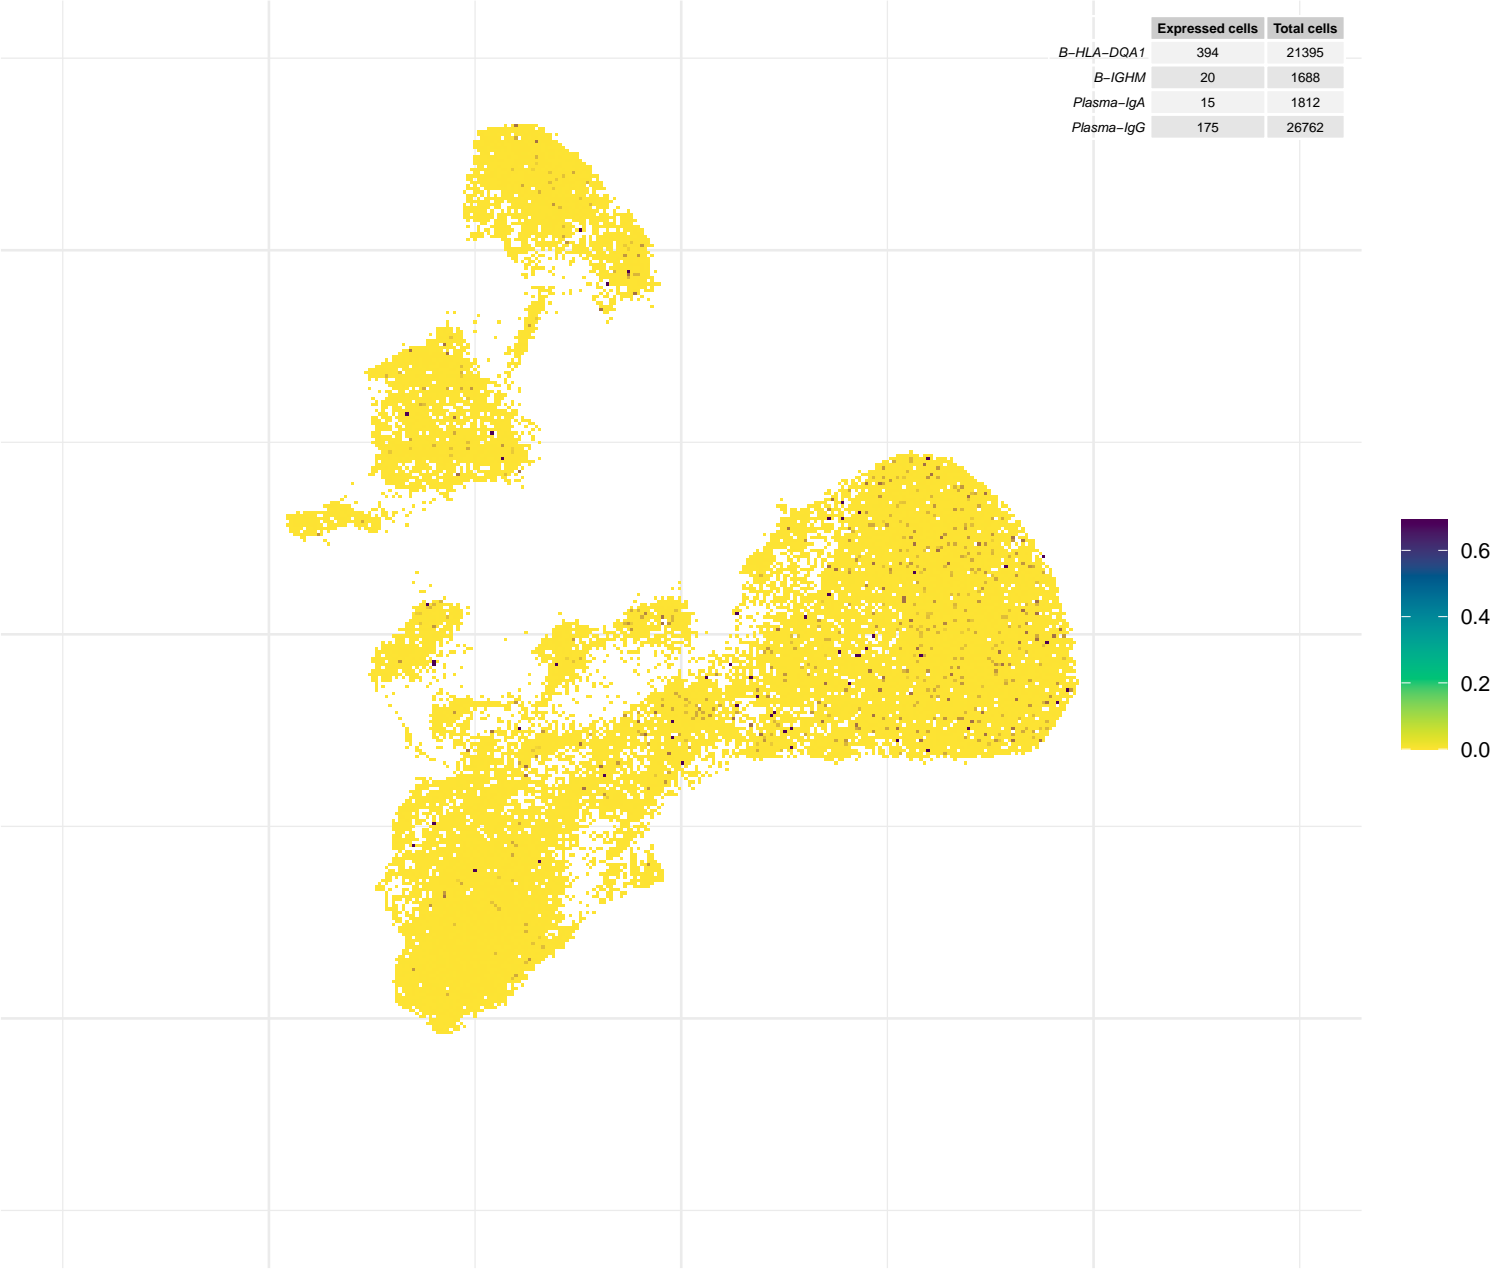 Expressed cells Total cells
B−HLA−DQA1 394 21395
B−IGHM 20 1688
Plasma−IgA 15 1812
Plasma−IgG 175 26762
0.6
0.4
0.2
0.0